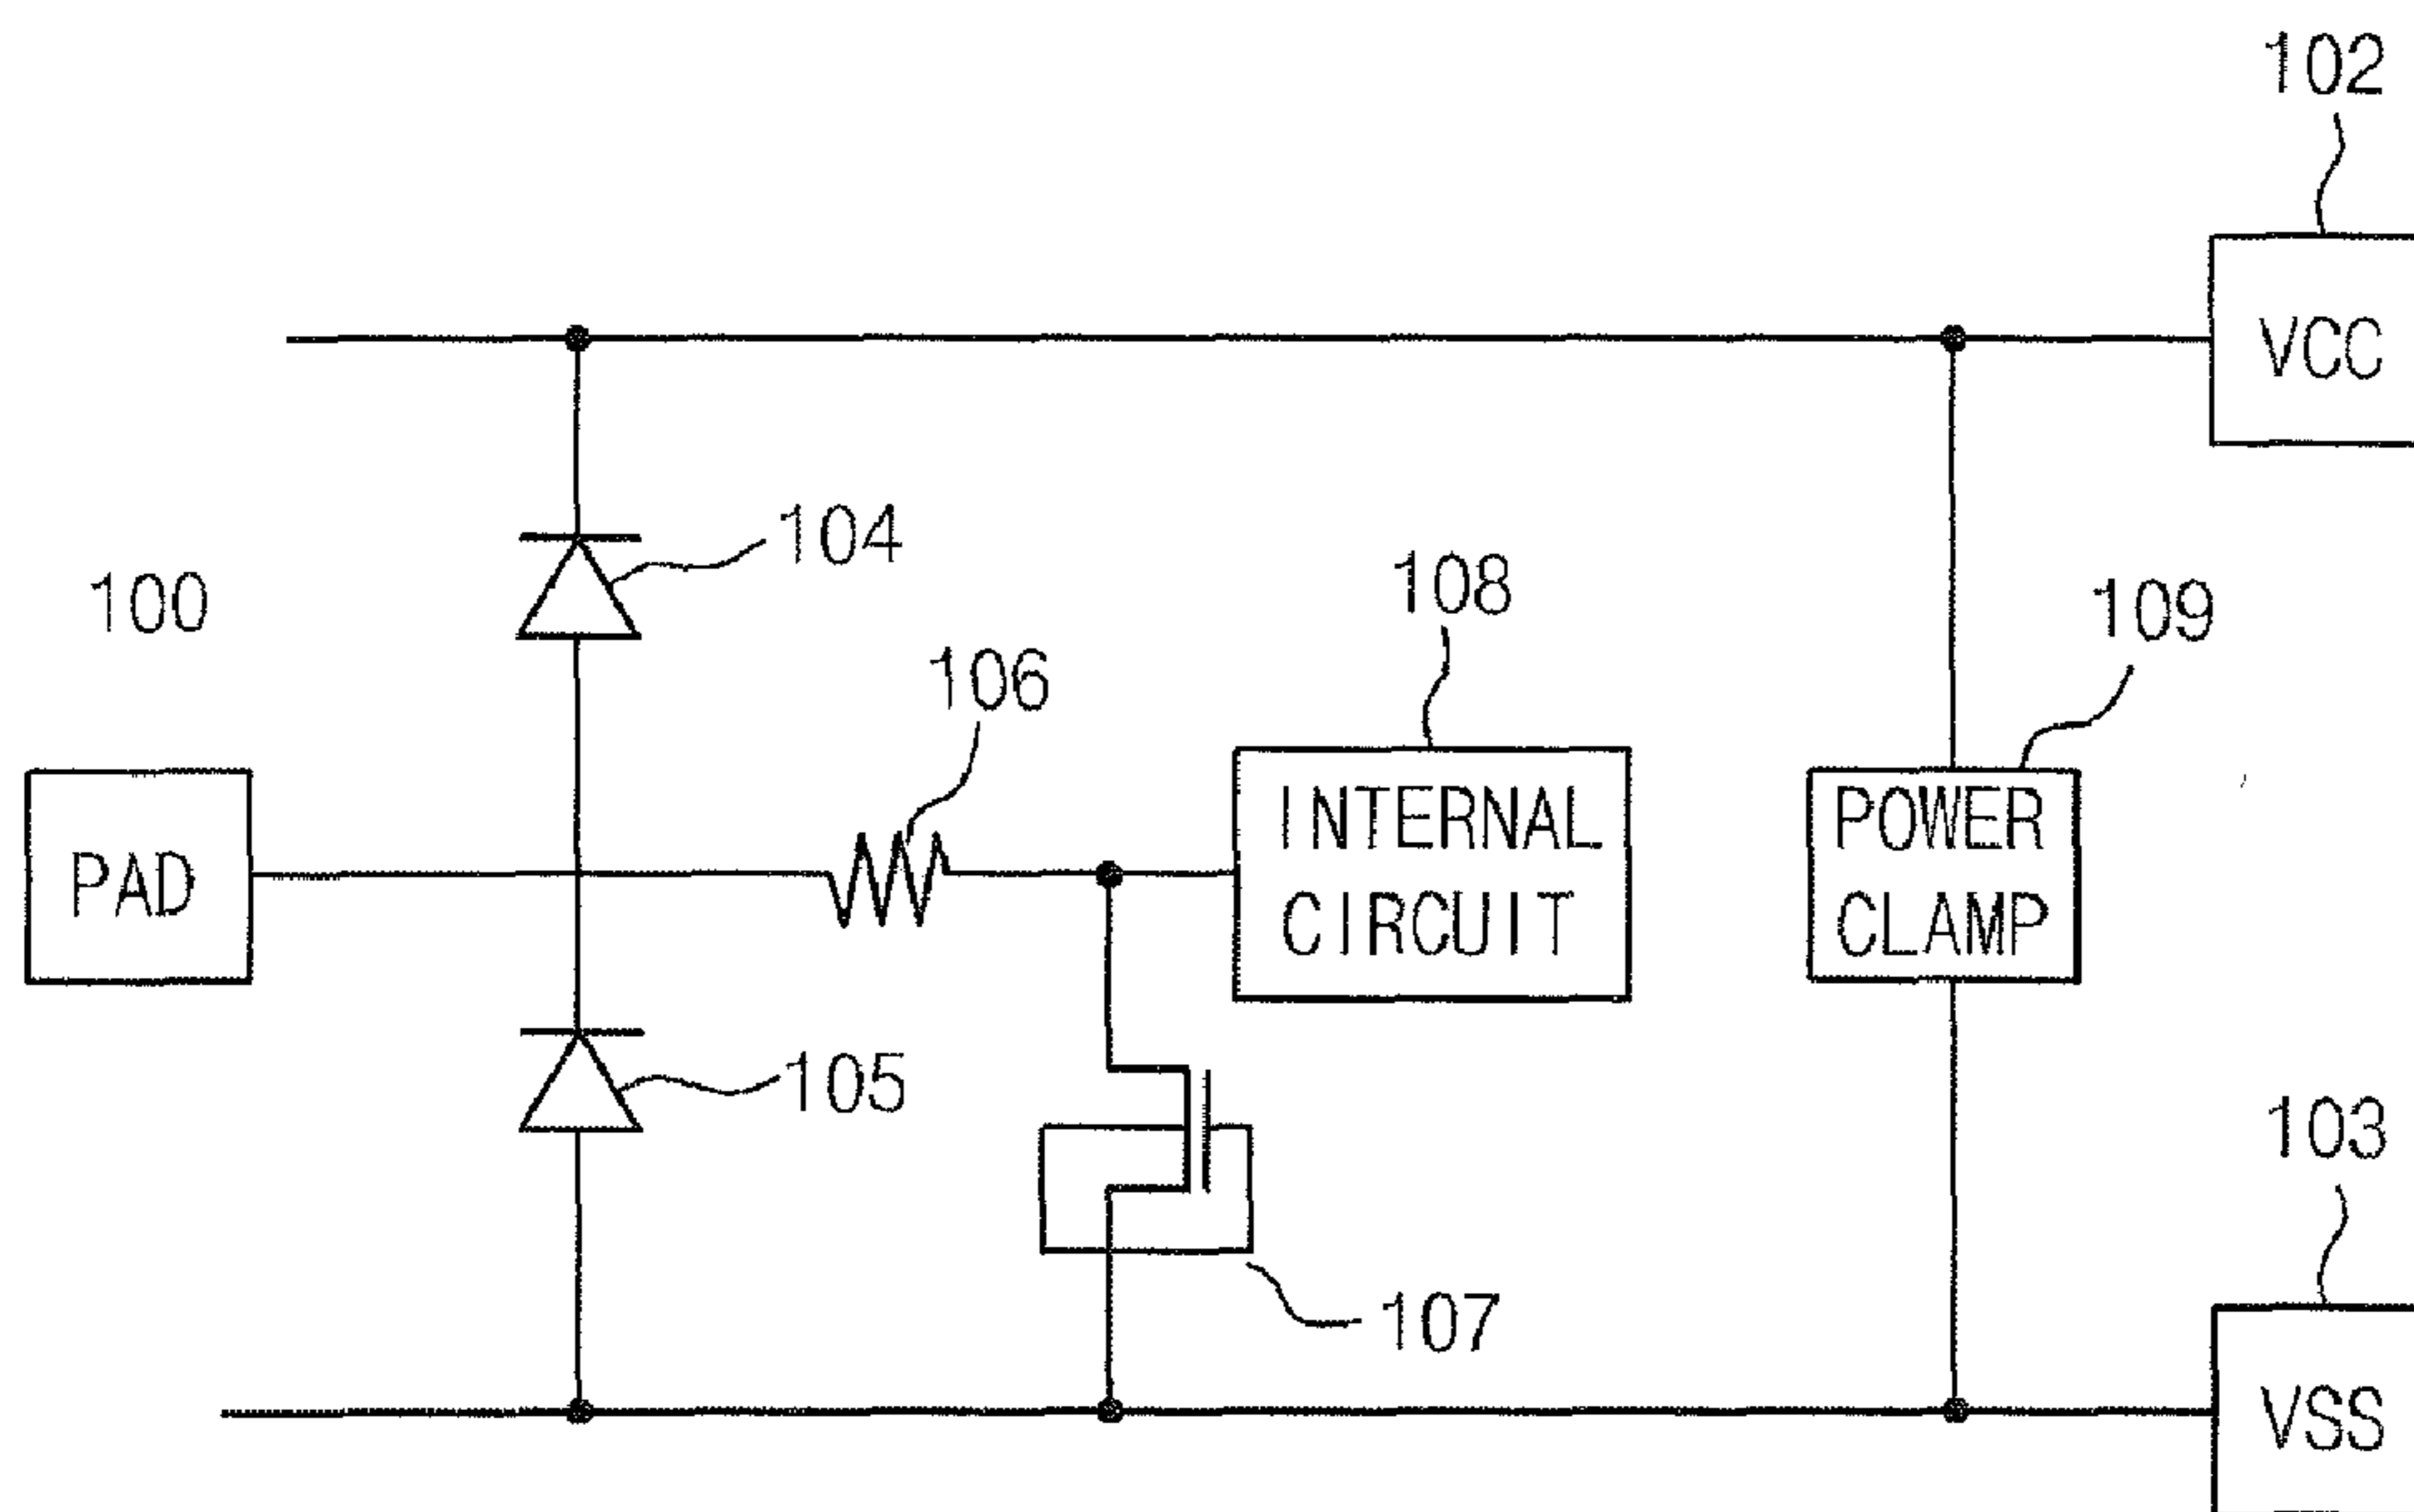 102
VCC
104
100
108
109
106
INTERNAL
CIRCUIT
POWER
CLAMP
PAD
105
103
107
VSS